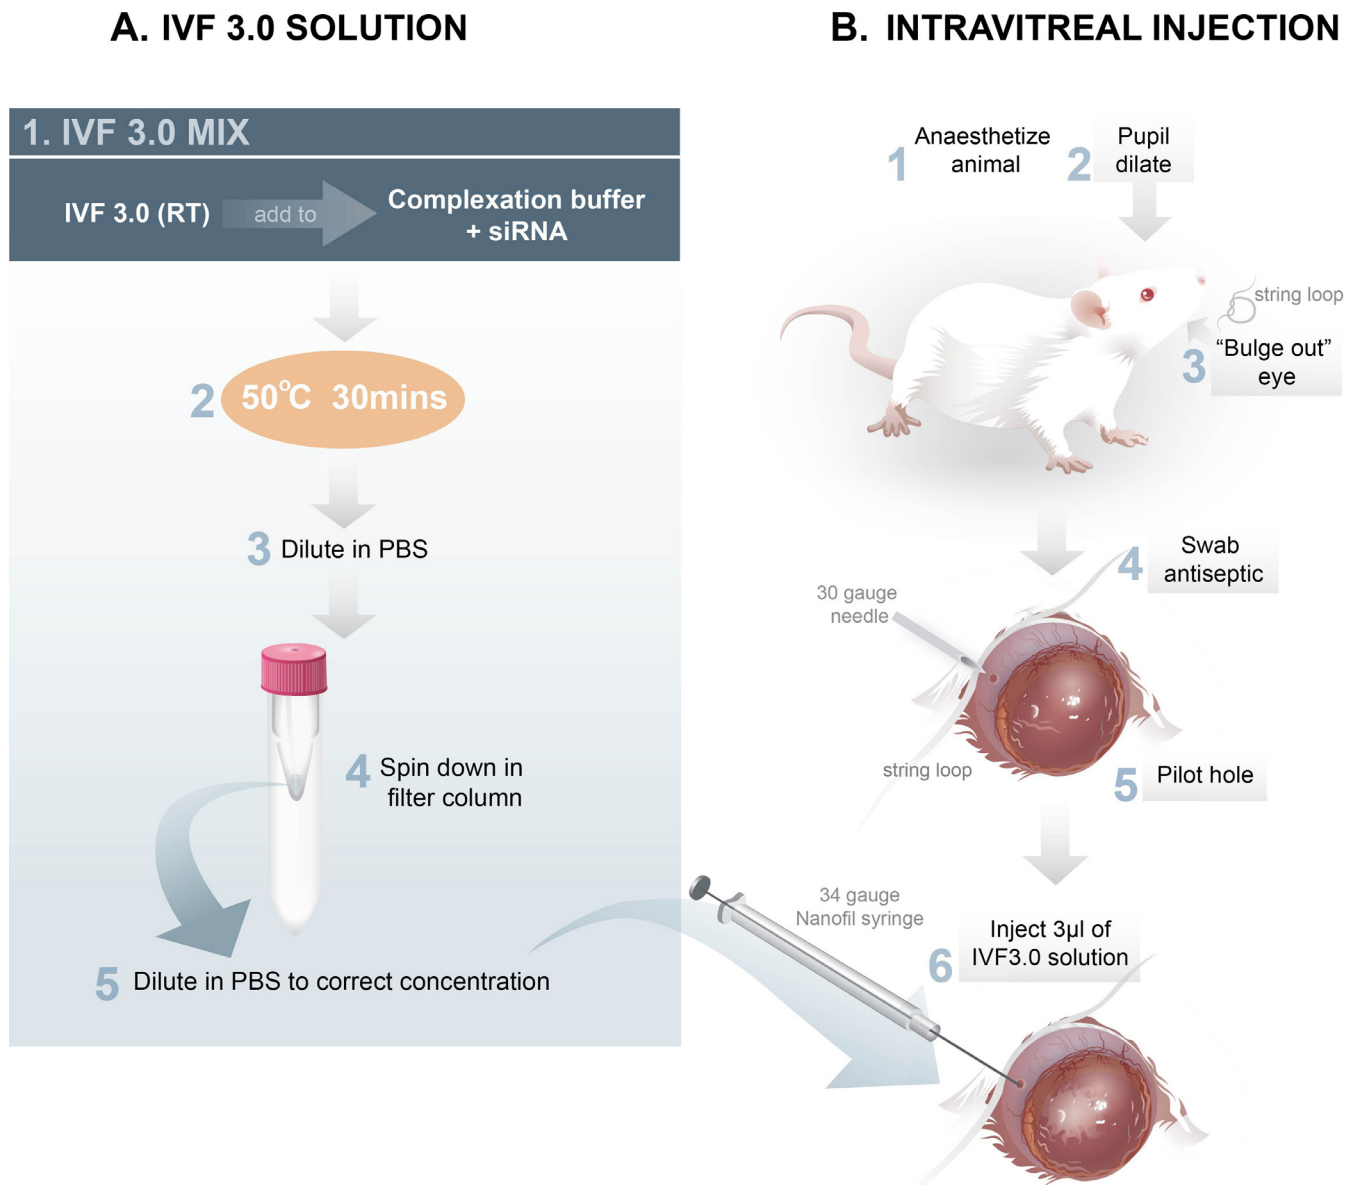 A. IVF 3.0 SOLUTION
1. IVF 3.0 MIX
IVF 3.0 (RT)
add to
Complexation buffer
+ siRNA
2
50°C 30mins
3 Dilute in PBS
4 Spin down in
filter column
5 Dilute in PBS to correct concentration
B. INTRAVITREAL INJECTION
1 Anaesthetize
animal
2 Pupil
dilate
string loop
3 “Bulge out”
eye
4 Swab
antiseptic
30 gauge
needle
string loop
5 Pilot hole
34 gauge
Nanofil syringe
6 Inject 3µl of
IVF3.0 solution